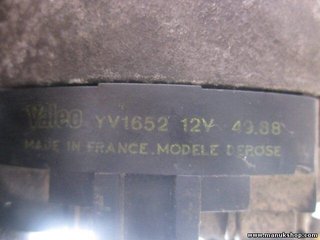 Valeo YV1652 12V 49.88
MADE IN FRANCE.MODELE DEPOSE
© www.manukshop.com